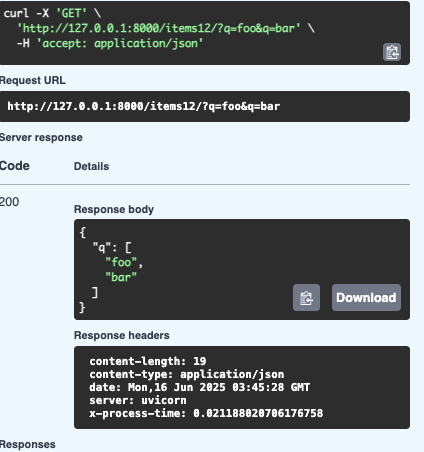 curl -X 'GET' \
  'http://127.0.0.1:8000/items12/?q=foo&q=bar' \
  -H 'accept: application/json'
Request URL
http://127.0.0.1:8000/items12/?q=foo&q=bar
Server response
Code Details
200
Response body
{
  "q": [
    "foo",
    "bar"
  ]
}
Download
Response headers
content-length: 19
content-type: application/json
date: Mon,16 Jun 2025 03:45:28 GMT
server: uvicorn
x-process-time: 0.021188020706176758
Responses